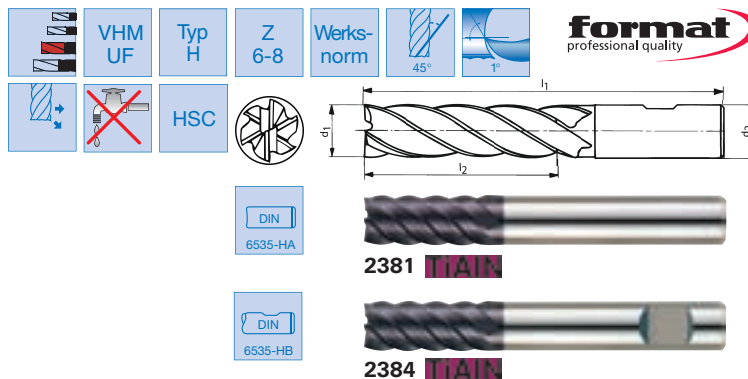 VHM
UF
Typ
H
Z
6-8
Werks-
norm
45°
1°
format
professional quality
HSC
l1
d1
l2
d2
DIN
6535-HA
2381 TiAlN
DIN
6535-HB
2384 TiAlN